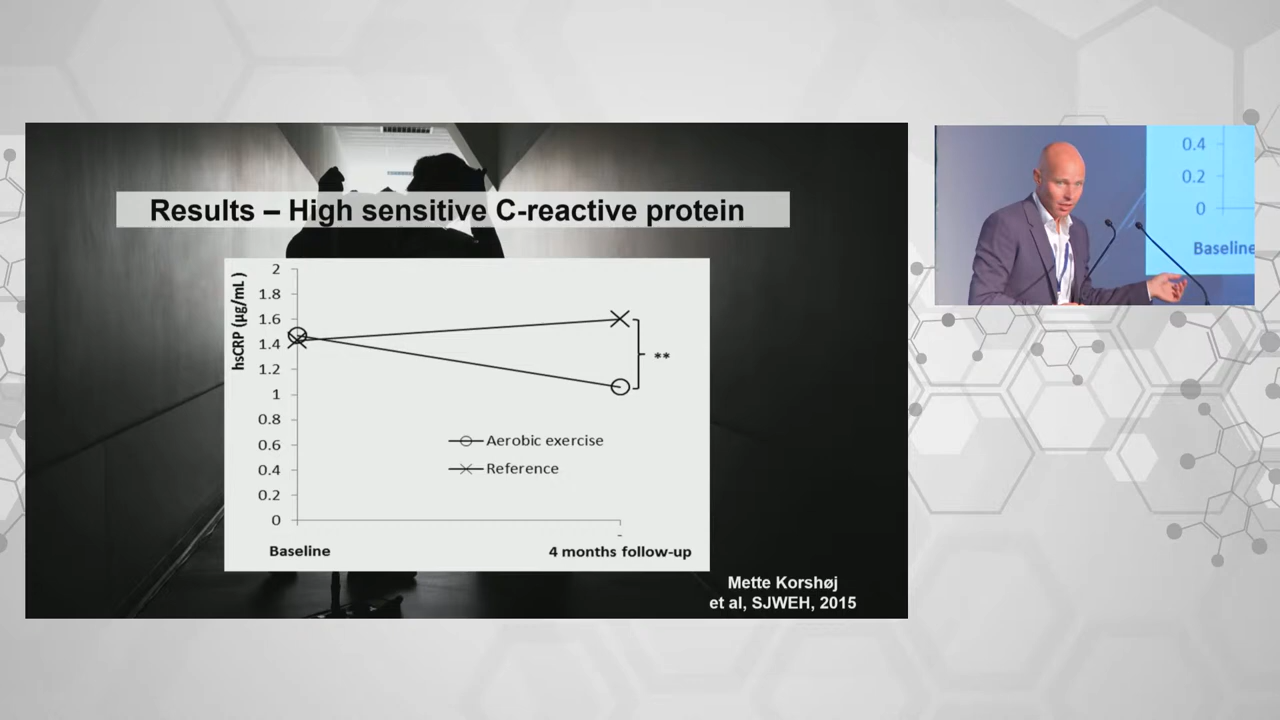 Results – High sensitive C-reactive protein
hsCRP (µg/mL )
2
1.8
1.6
1.4
1.2
1
0.8
0.6
0.4
0.2
0
**
Aerobic exercise
Reference
Baseline
4 months follow-up
Mette Korshøj
et al, SJWEH, 2015
0.4
0.2
0
Baseline